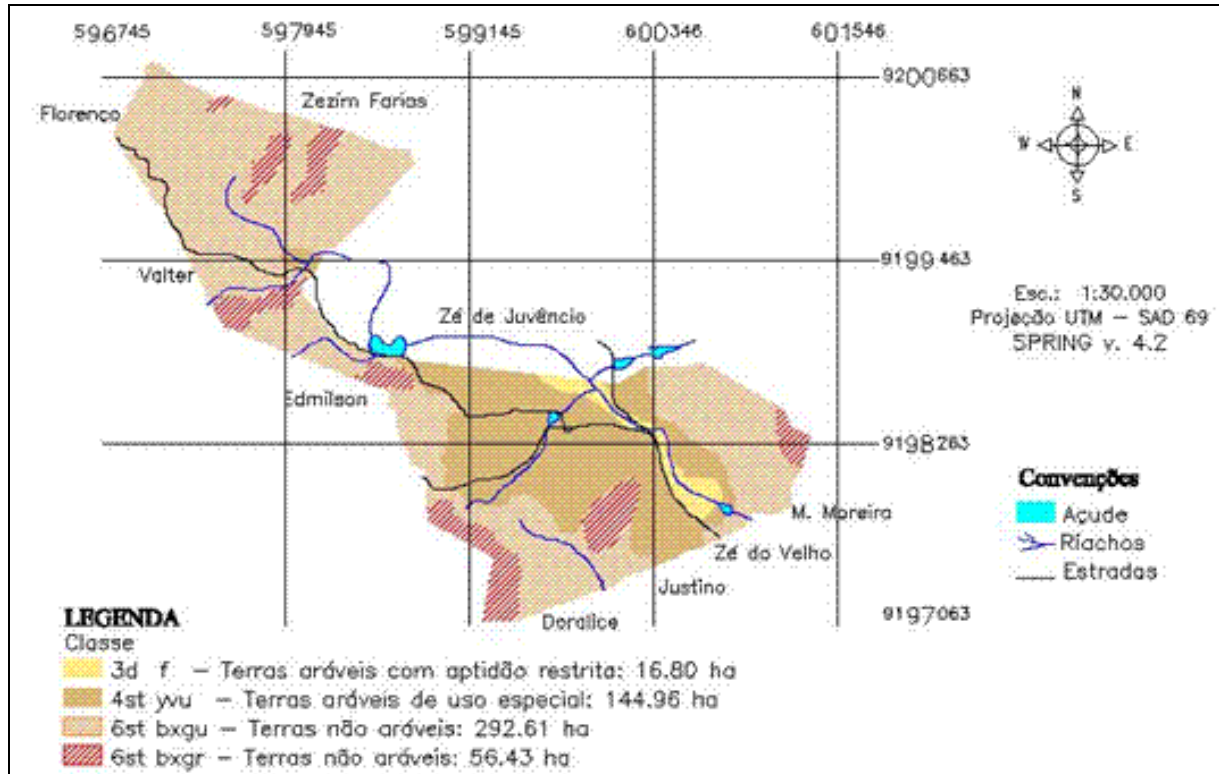 596745 597945 599145 600346 601546
9200663
Florenço
Zezim Farias
N
W E
S
Valter
9199463
Esc.: 1:30.000
Projeção UTM – SAD 69
SPRING v. 4.2
Zé de Juvêncio
Edmilson
9198263
Convenções
Açude
Riachos
Estradas
M. Moreira
Zé do Velho
Justino
Doralice
9197063
LEGENDA
Classe
3d f – Terras aráveis com aptidão restrita: 16.80 ha
4st yvu – Terras aráveis de uso especial: 144.96 ha
6st bxgu – Terras não aráveis: 292.61 ha
6st bxgr – Terras não aráveis: 56.43 ha